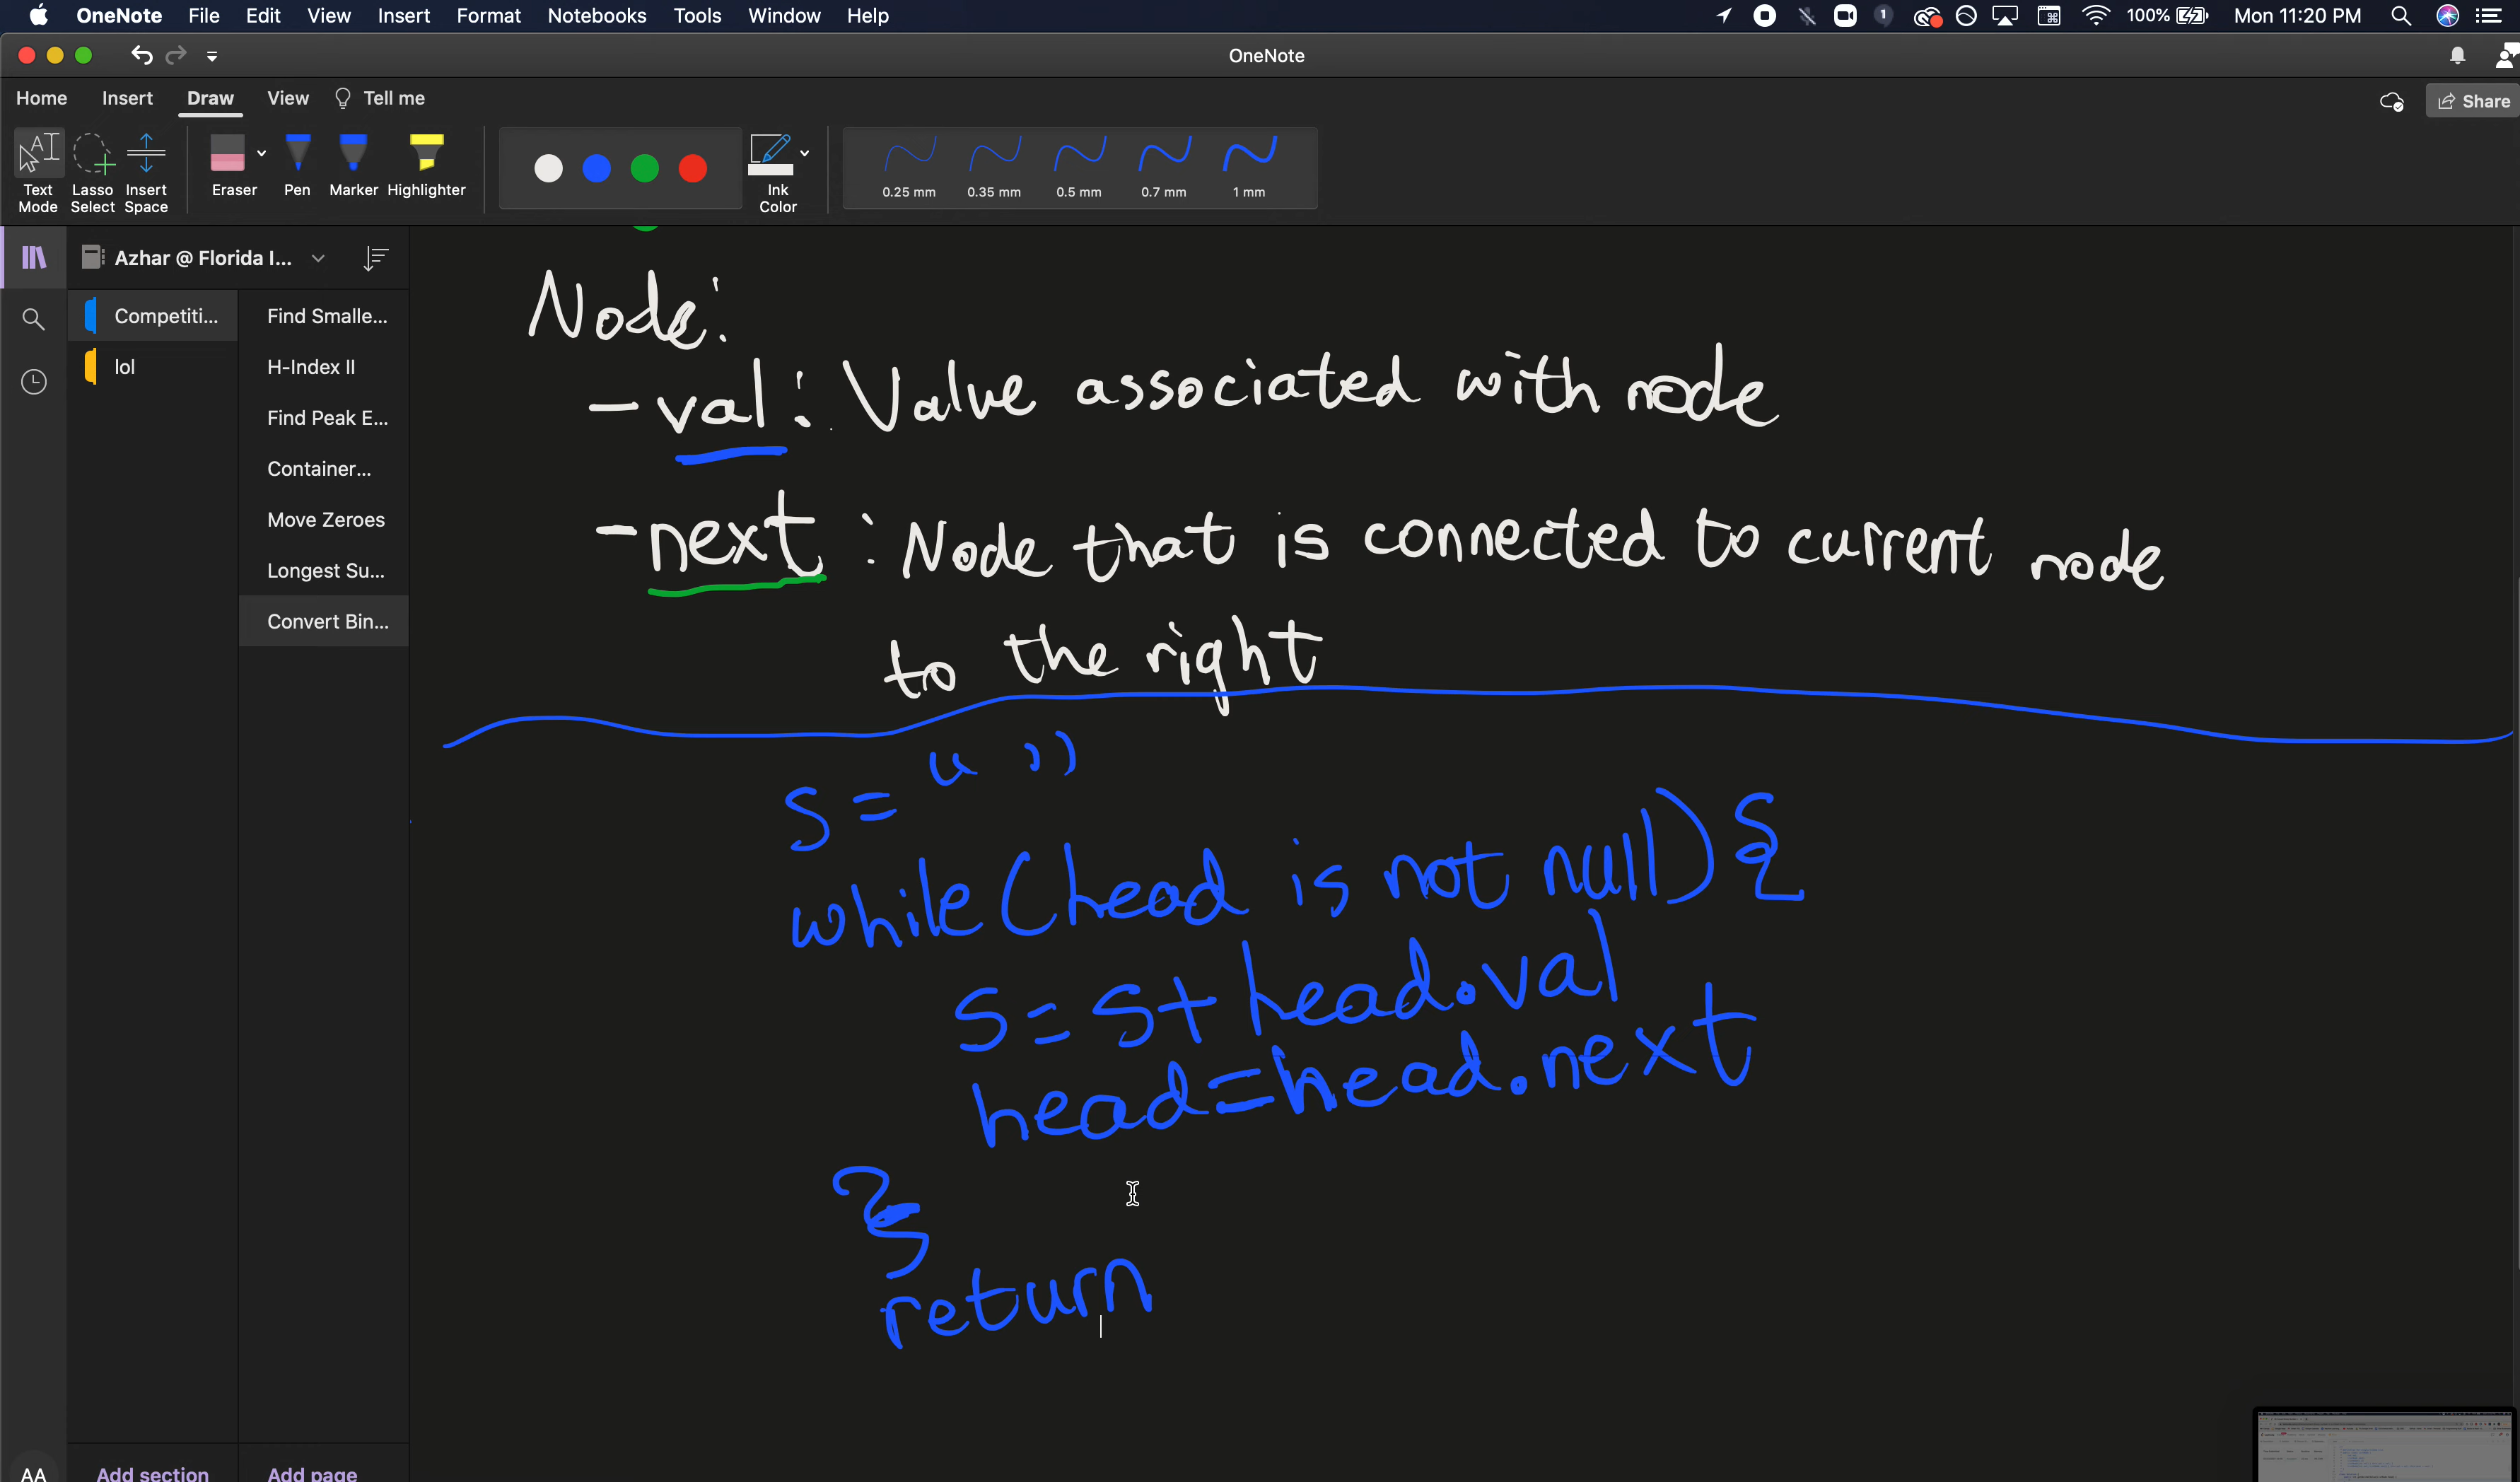 OneNote File Edit View Insert Format Notebooks Tools Window Help 1 100% Mon 11:20 PM
OneNote
Home Insert Draw View Tell me Share
Text Mode Lasso Select Insert Space Eraser Pen Marker Highlighter Ink Color 0.25 mm 0.35 mm 0.5 mm 0.7 mm 1 mm
Azhar @ Florida I...
Competiti...
lol
Find Smalle...
H-Index II
Find Peak E...
Container...
Move Zeroes
Longest Su...
Convert Bin...
AA Add section Add page
Node:
- val: Value associated with node
- next : Node that is connected to current node
to the right
s = " "
while (head is not null) {
s = s + head.val
head = head.next
}
return